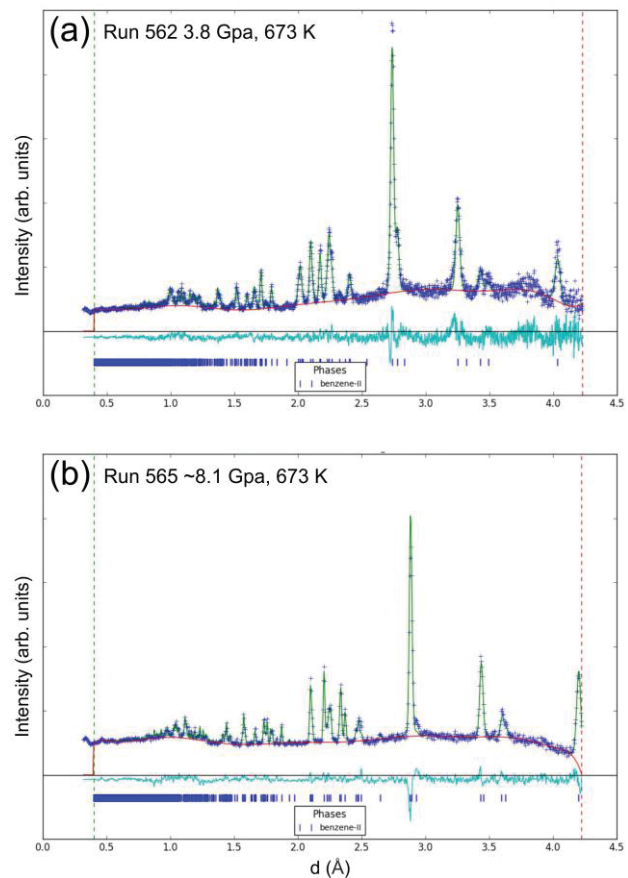 (a) Run 562 3.8 Gpa, 673 K
Intensity (arb. units)
Phases
benzene-II
0.0 0.5 1.0 1.5 2.0 2.5 3.0 3.5 4.0 4.5
(b) Run 565 ~8.1 Gpa, 673 K
Intensity (arb. units)
Phases
benzene-II
0.0 0.5 1.0 1.5 2.0 2.5 3.0 3.5 4.0 4.5
d (Å)